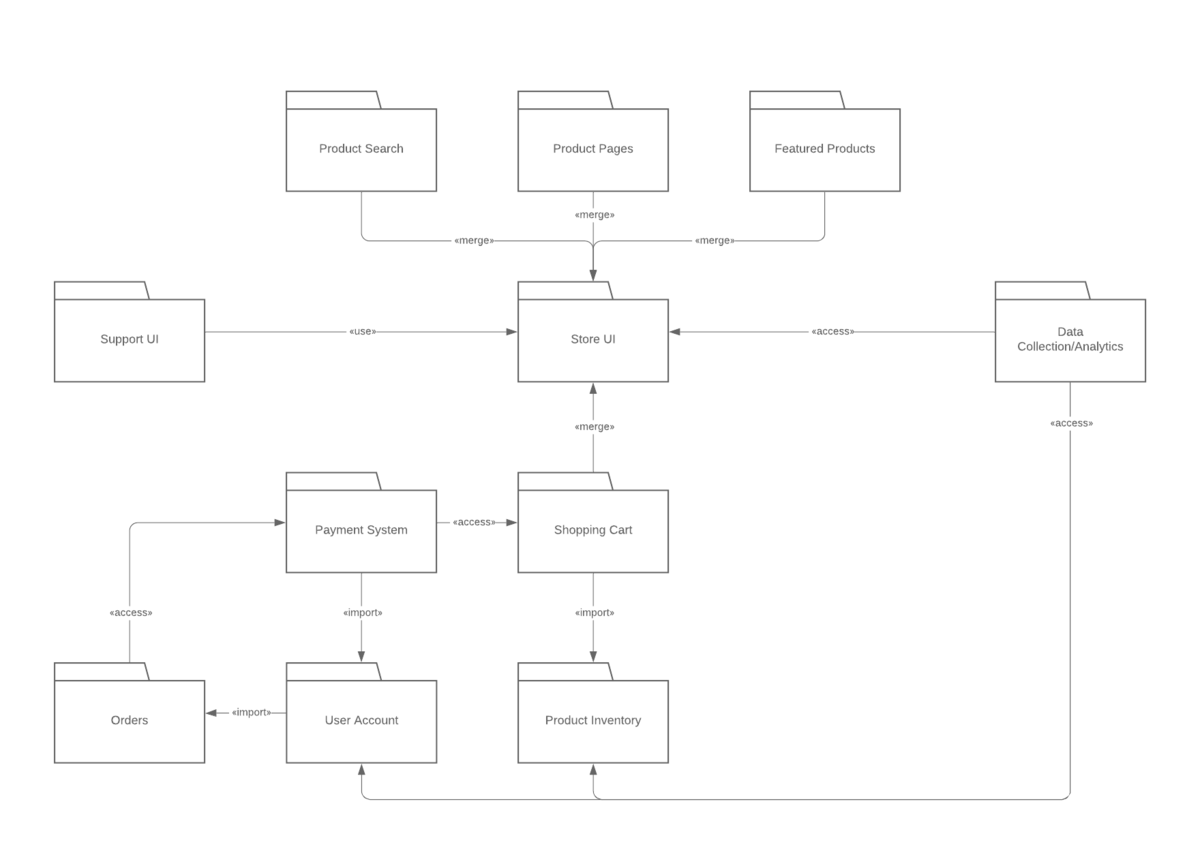 Product Search
Product Pages
Featured Products
«merge»
«merge»
«merge»
Support UI
«use»
Store UI
«access»
Data
Collection/Analytics
«merge»
«access»
Payment System
«access»
Shopping Cart
«access»
«import»
«import»
Orders
«import»
User Account
Product Inventory